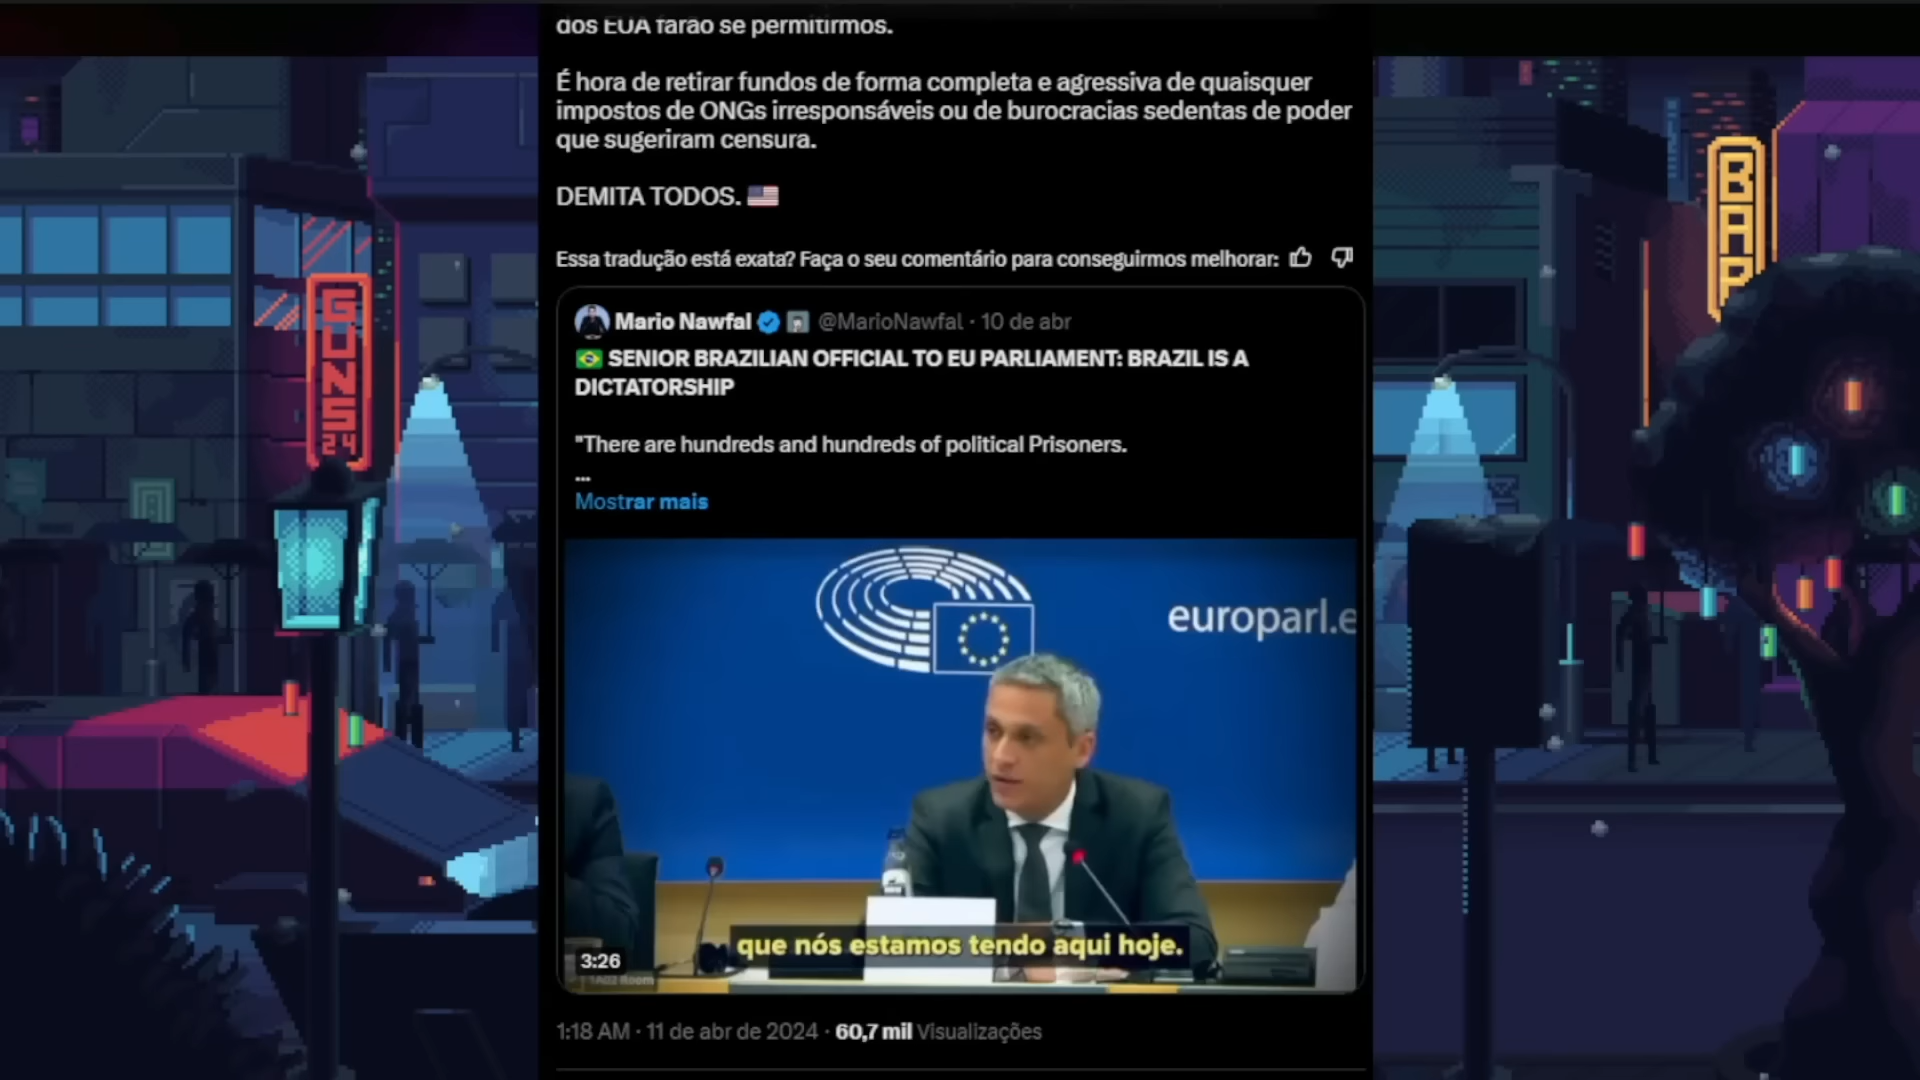 dos EUA farão se permitirmos.
É hora de retirar fundos de forma completa e agressiva de quaisquer
impostos de ONGs irresponsáveis ou de burocracias sedentas de poder
que sugeriram censura.
DEMITA TODOS.
Essa tradução está exata? Faça o seu comentário para conseguirmos melhorar:
Mario Nawfal @MarioNawfal · 10 de abr
SENIOR BRAZILIAN OFFICIAL TO EU PARLIAMENT: BRAZIL IS A
DICTATORSHIP
"There are hundreds and hundreds of political Prisoners.
...
Mostrar mais
europarl.e
que nós estamos tendo aqui hoje.
3:26
1:18 AM · 11 de abr de 2024 · 60,7 mil Visualizações
GUNS
24
BAR